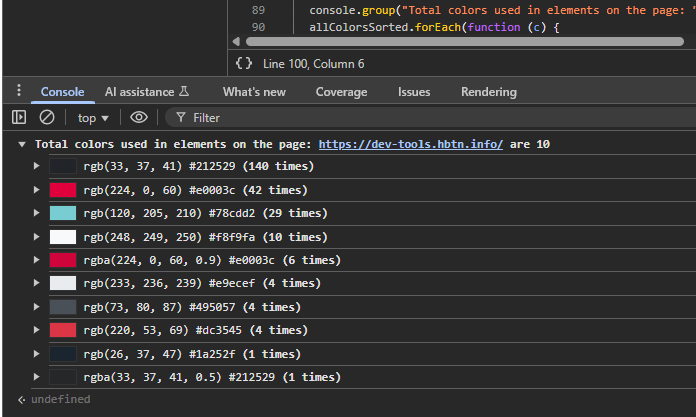 89 console.group("Total colors used in elements on the page: "
90 allColorsSorted.forEach(function (c) {
{ } Line 100, Column 6
Console AI assistance What's new Coverage Issues Rendering
top ▼ Filter
▼ Total colors used in elements on the page: https://dev-tools.hbtn.info/ are 10
▶ rgb(33, 37, 41) #212529 (140 times)
▶ rgb(224, 0, 60) #e0003c (42 times)
▶ rgb(120, 205, 210) #78cdd2 (29 times)
▶ rgb(248, 249, 250) #f8f9fa (10 times)
▶ rgba(224, 0, 60, 0.9) #e0003c (6 times)
▶ rgb(233, 236, 239) #e9ecef (4 times)
▶ rgb(73, 80, 87) #495057 (4 times)
▶ rgb(220, 53, 69) #dc3545 (4 times)
▶ rgb(26, 37, 47) #1a252f (1 times)
▶ rgba(33, 37, 41, 0.5) #212529 (1 times)
undefined